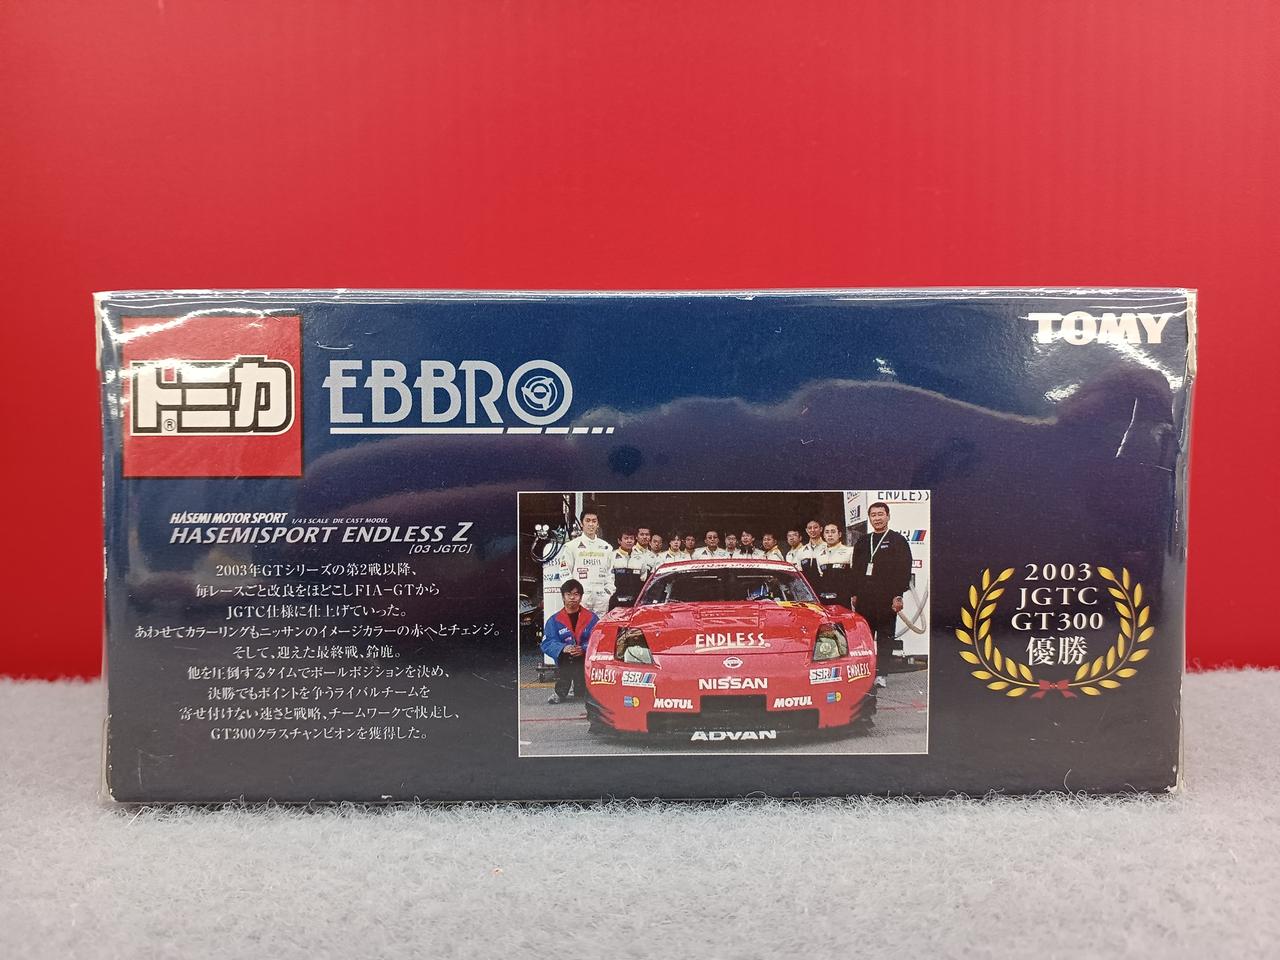 トミカ®
EBBRO
TOMY
HASEMI MOTOR SPORT 1/43 SCALE DIE CAST MODEL
HASEMISPORT ENDLESS Z
[03 JGTC]
2003年GTシリーズの第2戦以降、
毎レースごと改良をほどこしFIA-GTから
JGTC仕様に仕上げていった。
あわせてカラーリングもニッサンのイメージカラーの赤へとチェンジ。
そして、迎えた最終戦、鈴鹿。
他を圧倒するタイムでポールポジションを決め、
決勝でもポイントを争うライバルチームを
寄せ付けない速さと戦略、チームワークで快走し、
GT300クラスチャンピオンを獲得した。
ENDLESS
ENDLESS
ENDLESS
NISSAN
SSR
SSR
ENDLESS
ENDLESS
MOTUL
MOTUL
ADVAN
2003
JGTC
GT300
優勝